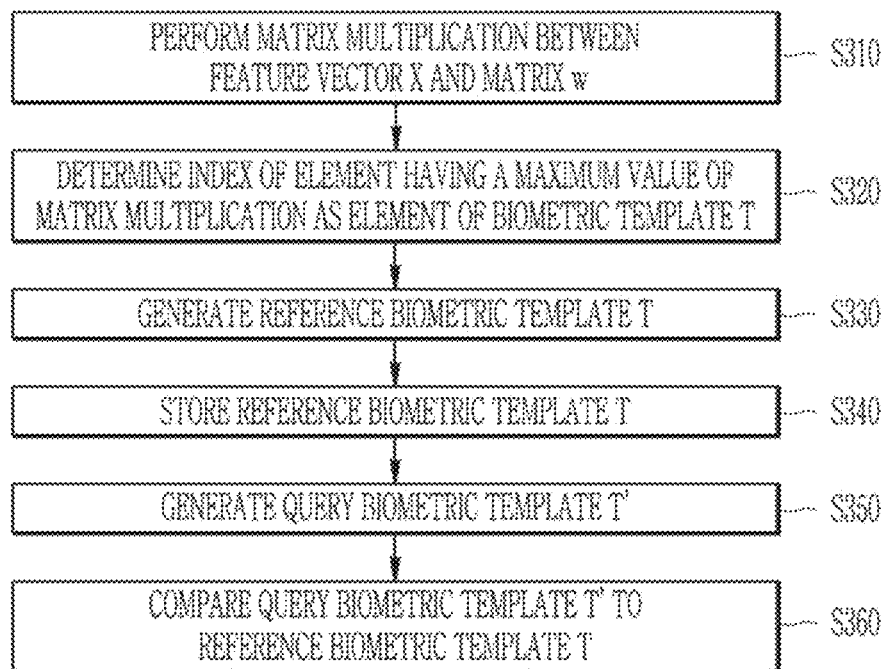 PERFORM MATRIX MULTIPLICATION BETWEEN
FEATURE VECTOR X AND MATRIX w
S310
DETERMINE INDEX OF ELEMENT HAVING A MAXIMUM VALUE OF
MATRIX MULTIPLICATION AS ELEMENT OF BIOMETRIC TEMPLATE T
S320
GENERATE REFERENCE BIOMETRIC TEMPLATE T
S330
STORE REFERENCE BIOMETRIC TEMPLATE T
S340
GENERATE QUERY BIOMETRIC TEMPLATE T'
S350
COMPARE QUERY BIOMETRIC TEMPLATE T' TO
REFERENCE BIOMETRIC TEMPLATE T
S360